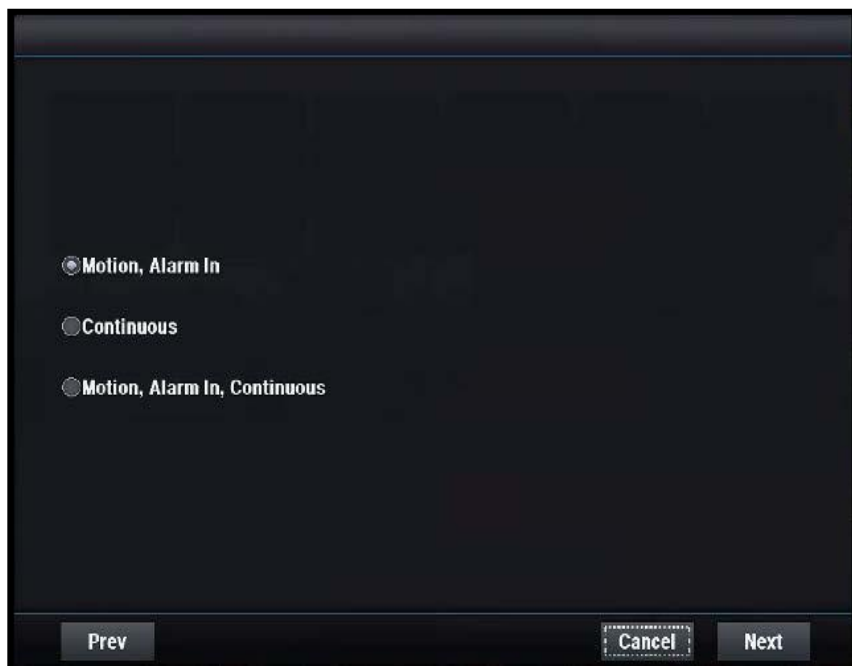 Motion, Alarm In
Continuous
Motion, Alarm In, Continuous
Prev Cancel Next